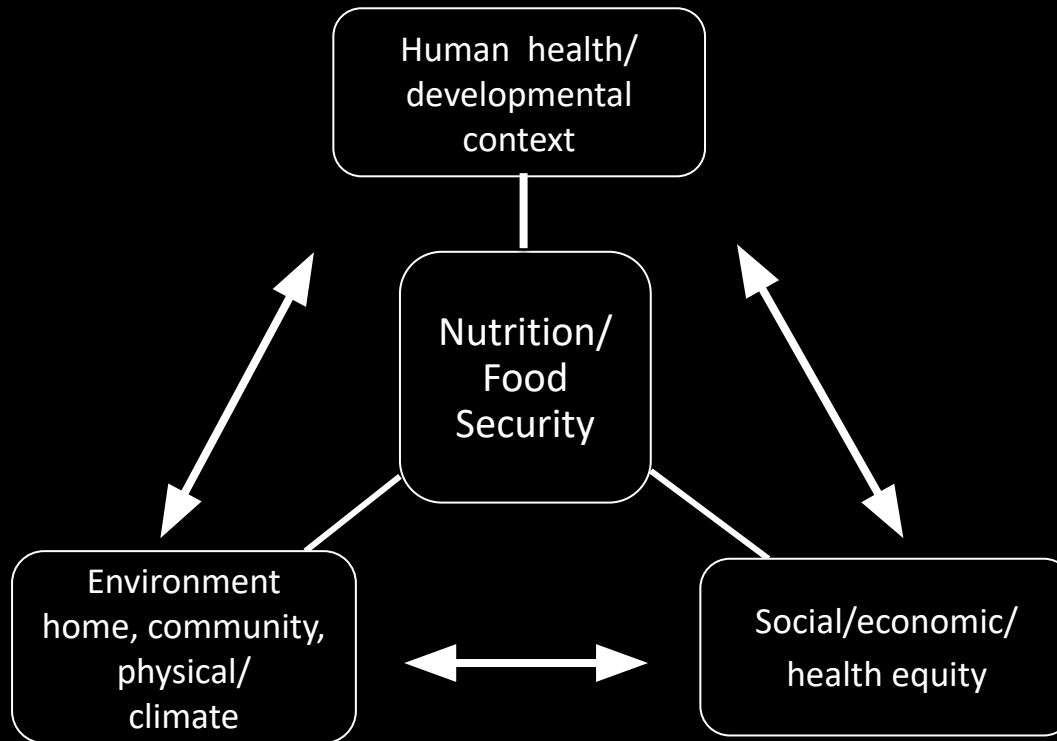 Human health/
developmental
context
Nutrition/
Food
Security
Environment
home, community,
physical/
climate
Social/economic/
health equity